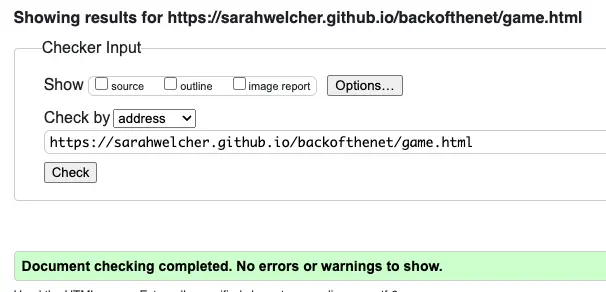 Showing results for https://sarahwelcher.github.io/backofthenet/game.html
Checker Input
Show source outline image report Options...
Check by address
https://sarahwelcher.github.io/backofthenet/game.html
Check
Document checking completed. No errors or warnings to show.